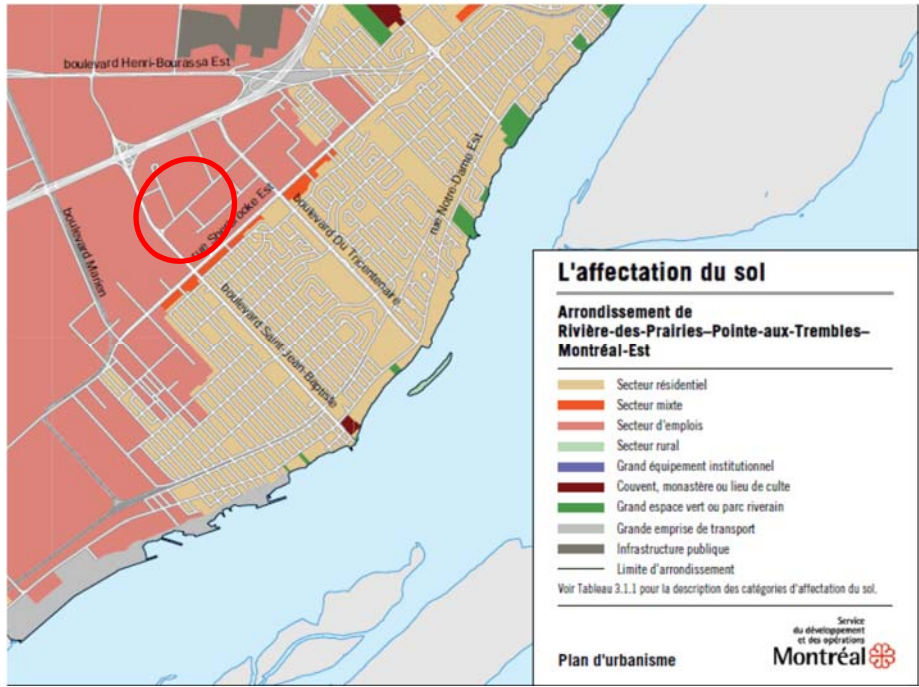 boulevard Henri-Bourassa Est
boulevard Marien
rue Sherbrooke Est
boulevard Du Tricentenaire
rue Notre-Dame Est
boulevard Saint-Jean-Baptiste
L'affectation du sol
Arrondissement de
Rivière-des-Prairies–Pointe-aux-Trembles–
Montréal-Est
Secteur résidentiel
Secteur mixte
Secteur d'emplois
Secteur rural
Grand équipement institutionnel
Couvent, monastère ou lieu de culte
Grand espace vert ou parc riverain
Grande emprise de transport
Infrastructure publique
Limite d'arrondissement
Voir Tableau 3.1.1 pour la description des catégories d'affectation du sol.
Plan d'urbanisme
Service
du développement
et des opérations
Montréal